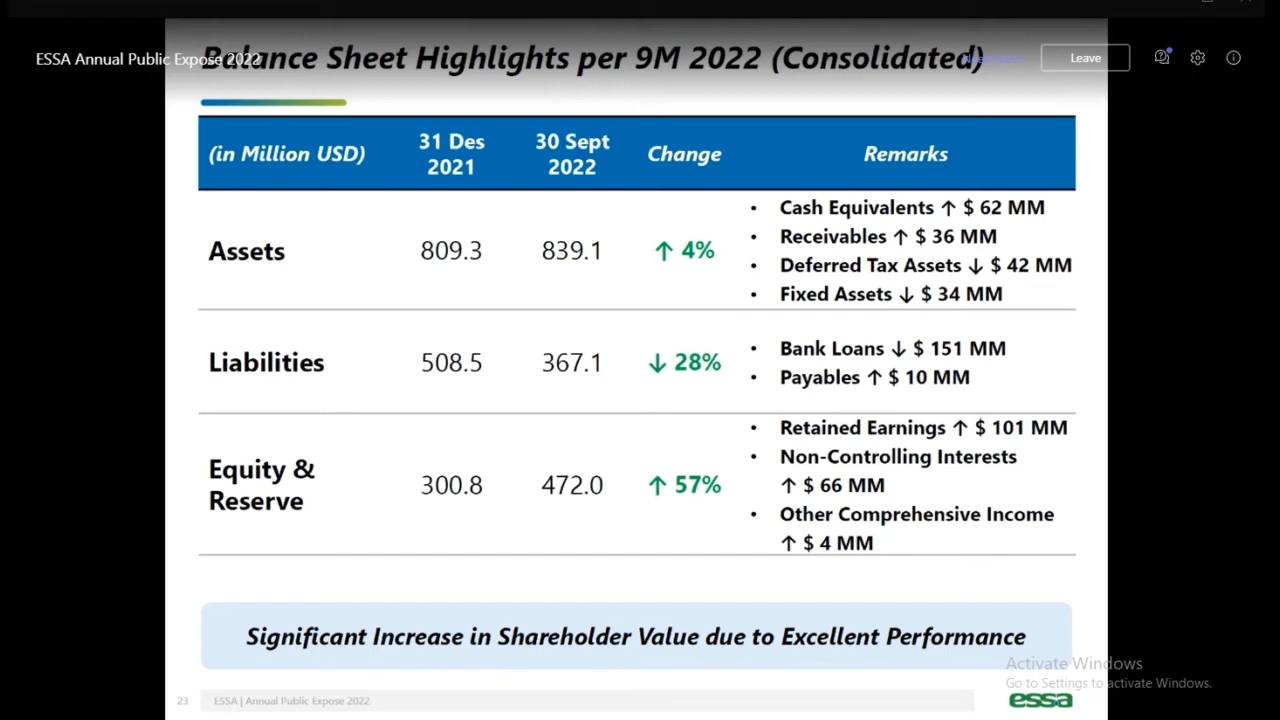 Balance Sheet Highlights per 9M 2022 (Consolidated)
ESSA Annual Public Expose 2022
Leave
(in Million USD)
31 Des 2021
30 Sept 2022
Change
Remarks
Assets
809.3
839.1
↑ 4%
• Cash Equivalents ↑ $ 62 MM
• Receivables ↑ $ 36 MM
• Deferred Tax Assets ↓ $ 42 MM
• Fixed Assets ↓ $ 34 MM
Liabilities
508.5
367.1
↓ 28%
• Bank Loans ↓ $ 151 MM
• Payables ↑ $ 10 MM
Equity &
Reserve
300.8
472.0
↑ 57%
• Retained Earnings ↑ $ 101 MM
• Non-Controlling Interests
↑ $ 66 MM
• Other Comprehensive Income
↑ $ 4 MM
Significant Increase in Shareholder Value due to Excellent Performance
Activate Windows
Go to Settings to activate Windows.
23
ESSA | Annual Public Expose 2022
essa